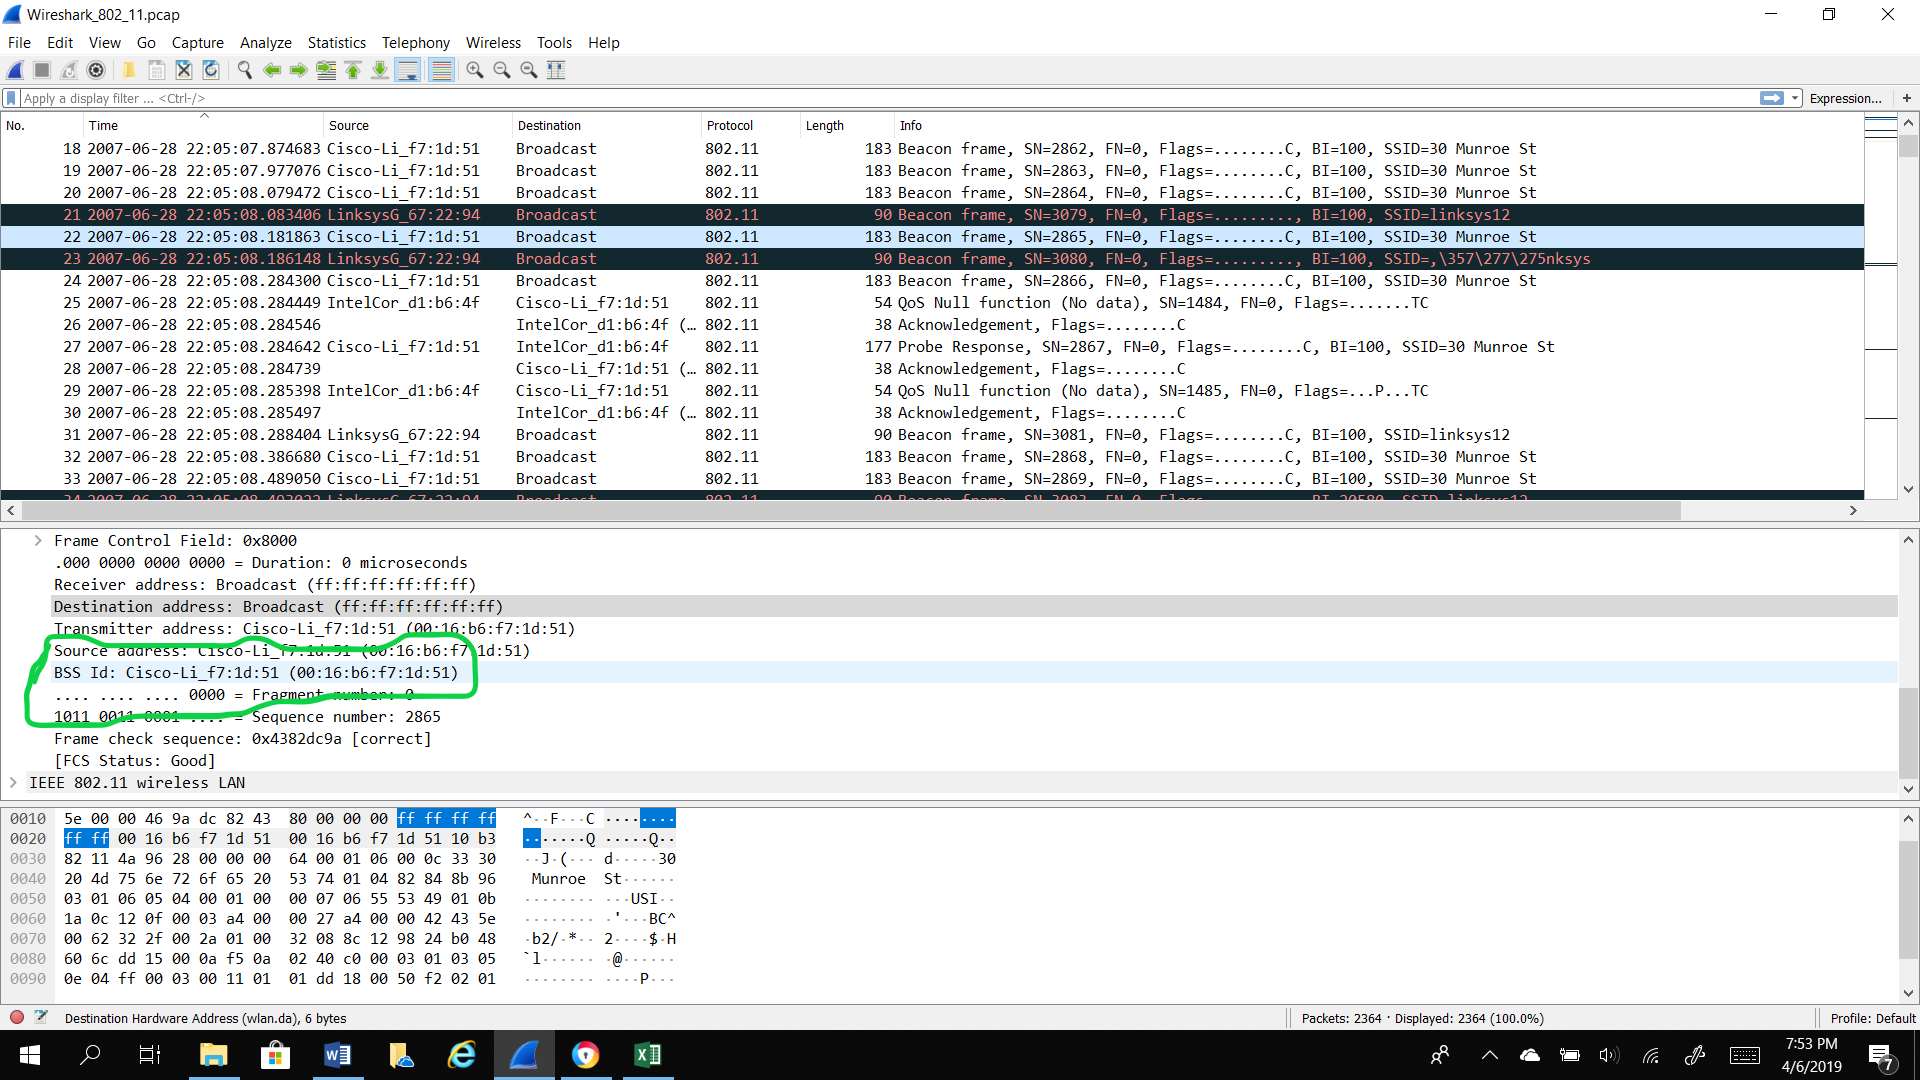 Wireshark_802_11.pcap
File Edit View Go Capture Analyze Statistics Telephony Wireless Tools Help
Apply a display filter ... <Ctrl-/> Expression... +
No. Time Source Destination Protocol Length Info
18 2007-06-28 22:05:07.874683 Cisco-Li_f7:1d:51 Broadcast 802.11 183 Beacon frame, SN=2862, FN=0, Flags=........C, BI=100, SSID=30 Munroe St
19 2007-06-28 22:05:07.977076 Cisco-Li_f7:1d:51 Broadcast 802.11 183 Beacon frame, SN=2863, FN=0, Flags=........C, BI=100, SSID=30 Munroe St
20 2007-06-28 22:05:08.079472 Cisco-Li_f7:1d:51 Broadcast 802.11 183 Beacon frame, SN=2864, FN=0, Flags=........C, BI=100, SSID=30 Munroe St
21 2007-06-28 22:05:08.083406 LinksysG_67:22:94 Broadcast 802.11 90 Beacon frame, SN=3079, FN=0, Flags=........., BI=100, SSID=linksys12
22 2007-06-28 22:05:08.181863 Cisco-Li_f7:1d:51 Broadcast 802.11 183 Beacon frame, SN=2865, FN=0, Flags=........C, BI=100, SSID=30 Munroe St
23 2007-06-28 22:05:08.186148 LinksysG_67:22:94 Broadcast 802.11 90 Beacon frame, SN=3080, FN=0, Flags=........., BI=100, SSID=,\357\277\275nksys
24 2007-06-28 22:05:08.284300 Cisco-Li_f7:1d:51 Broadcast 802.11 183 Beacon frame, SN=2866, FN=0, Flags=........C, BI=100, SSID=30 Munroe St
25 2007-06-28 22:05:08.284449 IntelCor_d1:b6:4f Cisco-Li_f7:1d:51 802.11 54 QoS Null function (No data), SN=1484, FN=0, Flags=.......TC
26 2007-06-28 22:05:08.284546 IntelCor_d1:b6:4f (… 802.11 38 Acknowledgement, Flags=........C
27 2007-06-28 22:05:08.284642 Cisco-Li_f7:1d:51 IntelCor_d1:b6:4f 802.11 177 Probe Response, SN=2867, FN=0, Flags=........C, BI=100, SSID=30 Munroe St
28 2007-06-28 22:05:08.284739 Cisco-Li_f7:1d:51 (… 802.11 38 Acknowledgement, Flags=........C
29 2007-06-28 22:05:08.285398 IntelCor_d1:b6:4f Cisco-Li_f7:1d:51 802.11 54 QoS Null function (No data), SN=1485, FN=0, Flags=...P...TC
30 2007-06-28 22:05:08.285497 IntelCor_d1:b6:4f (… 802.11 38 Acknowledgement, Flags=........C
31 2007-06-28 22:05:08.288404 LinksysG_67:22:94 Broadcast 802.11 90 Beacon frame, SN=3081, FN=0, Flags=........C, BI=100, SSID=linksys12
32 2007-06-28 22:05:08.386680 Cisco-Li_f7:1d:51 Broadcast 802.11 183 Beacon frame, SN=2868, FN=0, Flags=........C, BI=100, SSID=30 Munroe St
33 2007-06-28 22:05:08.489050 Cisco-Li_f7:1d:51 Broadcast 802.11 183 Beacon frame, SN=2869, FN=0, Flags=........C, BI=100, SSID=30 Munroe St
Frame Control Field: 0x8000
.000 0000 0000 0000 = Duration: 0 microseconds
Receiver address: Broadcast (ff:ff:ff:ff:ff:ff)
Destination address: Broadcast (ff:ff:ff:ff:ff:ff)
Transmitter address: Cisco-Li_f7:1d:51 (00:16:b6:f7:1d:51)
Source address: Cisco-Li_f7:1d:51 (00:16:b6:f7:1d:51)
BSS Id: Cisco-Li_f7:1d:51 (00:16:b6:f7:1d:51)
.... .... .... 0000 = Fragment number: 0
1011 0011 0001 .... = Sequence number: 2865
Frame check sequence: 0x4382dc9a [correct]
[FCS Status: Good]
IEEE 802.11 wireless LAN
0010 5e 00 00 46 9a dc 82 43 80 00 00 00 ff ff ff ff ^··F···C ········
0020 ff ff 00 16 b6 f7 1d 51 00 16 b6 f7 1d 51 10 b3 ·······Q ·····Q··
0030 82 11 4a 96 28 00 00 00 64 00 01 06 00 0c 33 30 ··J·(··· d·····30
0040 20 4d 75 6e 72 6f 65 20 53 74 01 04 82 84 8b 96 Munroe St······
0050 03 01 06 05 04 00 01 00 00 07 06 55 53 49 01 0b ········ ···USI··
0060 1a 0c 12 0f 00 03 a4 00 00 27 a4 00 00 42 43 5e ········ ·'···BC^
0070 00 62 32 2f 00 2a 01 00 32 08 8c 12 98 24 b0 48 ·b2/·*·· 2····$·H
0080 60 6c dd 15 00 0a f5 0a 02 40 c0 00 03 01 03 05 `l······ ·@······
0090 0e 04 ff 00 03 00 11 01 01 dd 18 00 50 f2 02 01 ········ ····P···
Destination Hardware Address (wlan.da), 6 bytes Packets: 2364 · Displayed: 2364 (100.0%) Profile: Default
7:53 PM
4/6/2019
7